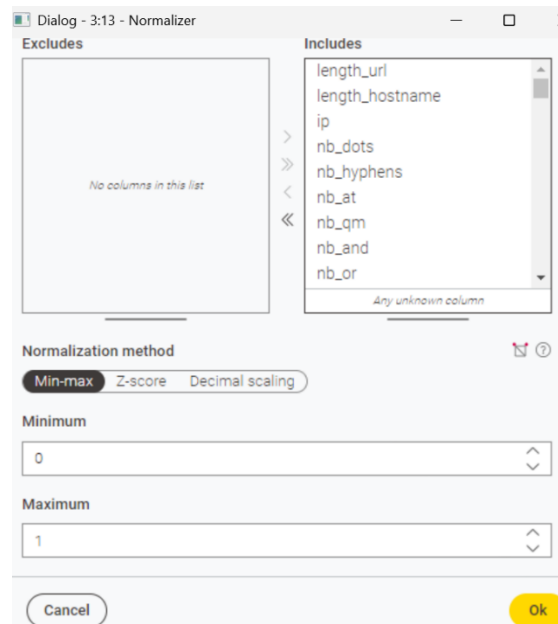 Dialog - 3:13 - Normalizer
Excludes
Includes
No columns in this list
length_url
length_hostname
ip
nb_dots
nb_hyphens
nb_at
nb_qm
nb_and
nb_or
Any unknown column
Normalization method
Min-max Z-score Decimal scaling
Minimum
0
Maximum
1
Cancel
Ok